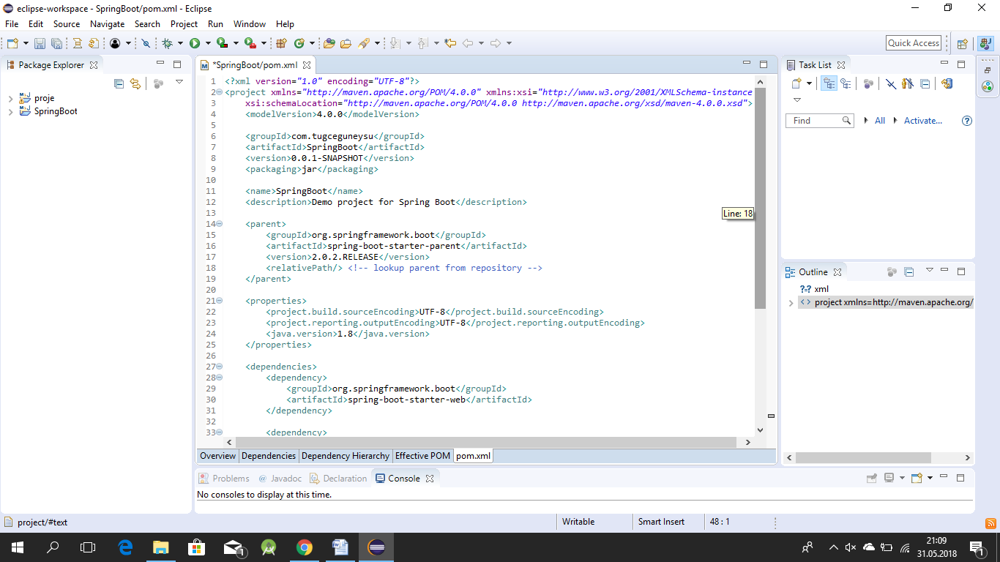 eclipse-workspace - SpringBoot/pom.xml - Eclipse
File Edit Source Navigate Search Project Run Window Help
Quick Access
Package Explorer
proje
SpringBoot
*SpringBoot/pom.xml
1 <?xml version="1.0" encoding="UTF-8"?>
2 <project xmlns="http://maven.apache.org/POM/4.0.0" xmlns:xsi="http://www.w3.org/2001/XMLSchema-instance
3 xsi:schemaLocation="http://maven.apache.org/POM/4.0.0 http://maven.apache.org/xsd/maven-4.0.0.xsd">
4 <modelVersion>4.0.0</modelVersion>
5
6 <groupId>com.tugceguneysu</groupId>
7 <artifactId>SpringBoot</artifactId>
8 <version>0.0.1-SNAPSHOT</version>
9 <packaging>jar</packaging>
10
11 <name>SpringBoot</name>
12 <description>Demo project for Spring Boot</description>
13
Line: 18
14 <parent>
15 <groupId>org.springframework.boot</groupId>
16 <artifactId>spring-boot-starter-parent</artifactId>
17 <version>2.0.2.RELEASE</version>
18 <relativePath/> <!-- lookup parent from repository -->
19 </parent>
20
21 <properties>
22 <project.build.sourceEncoding>UTF-8</project.build.sourceEncoding>
23 <project.reporting.outputEncoding>UTF-8</project.reporting.outputEncoding>
24 <java.version>1.8</java.version>
25 </properties>
26
27 <dependencies>
28 <dependency>
29 <groupId>org.springframework.boot</groupId>
30 <artifactId>spring-boot-starter-web</artifactId>
31 </dependency>
32
33 <dependency>
Overview Dependencies Dependency Hierarchy Effective POM pom.xml
Task List
Find All Activate...
Outline
?=? xml
<> project xmlns=http://maven.apache.org/
Problems @ Javadoc Declaration Console
No consoles to display at this time.
project/#text Writable Smart Insert 48 : 1
1
21:09
31.05.2018
1